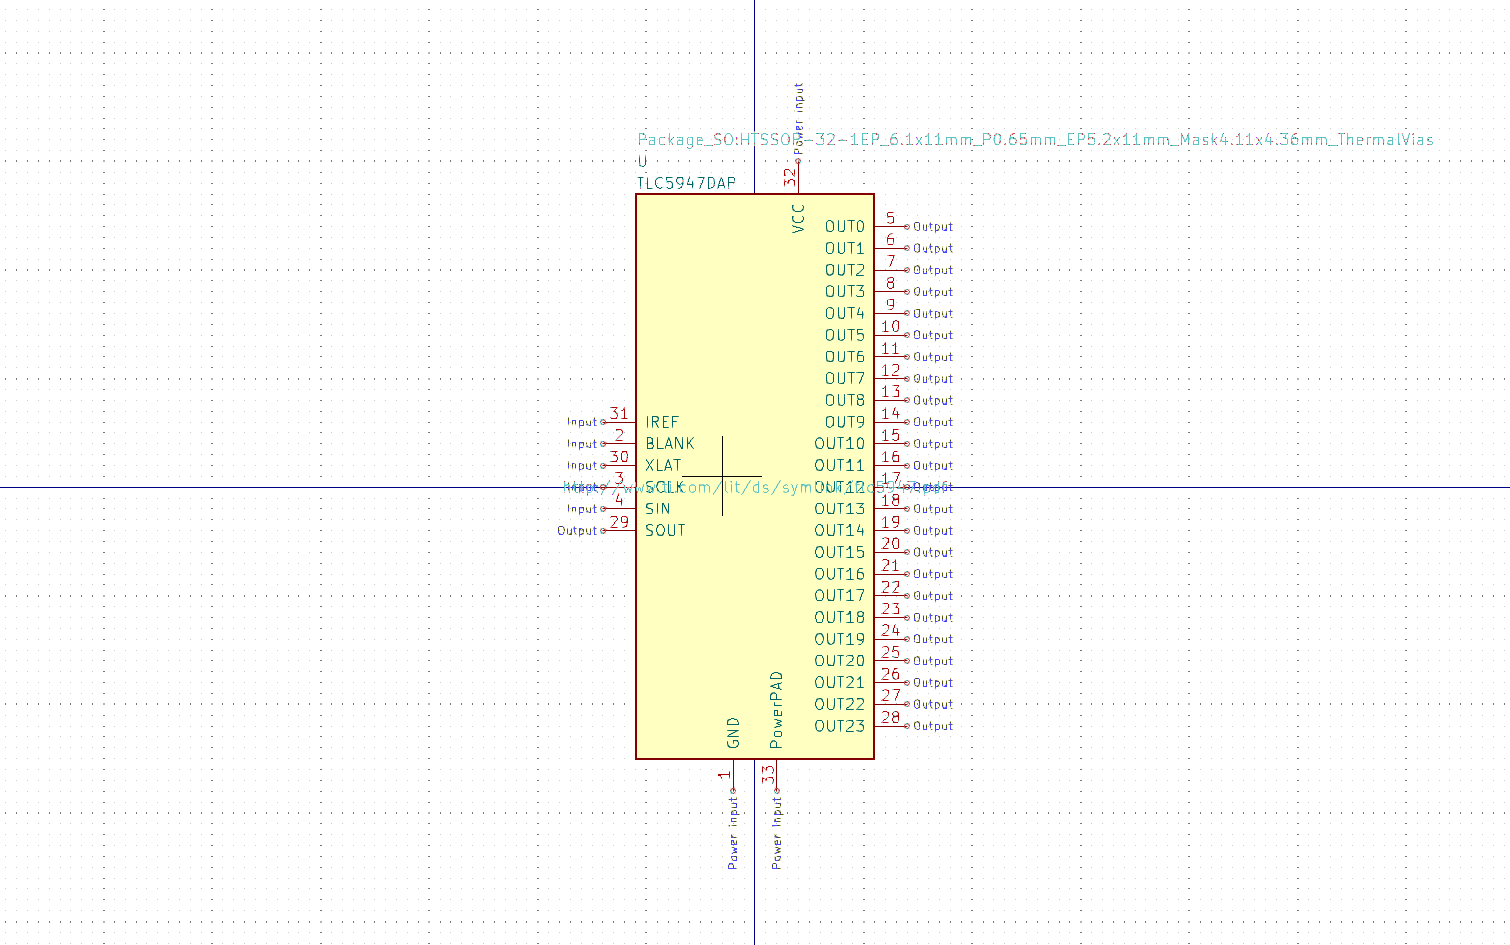 Power input
Package_SO:HTSSOP-32-1EP_6.1x11mm_P0.65mm_EP5.2x11mm_Mask4.11x4.36mm_ThermalVias
U
32
TLC5947DAP
VCC
OUT0 5 Output
OUT1 6 Output
OUT2 7 Output
OUT3 8 Output
OUT4 9 Output
OUT5 10 Output
OUT6 11 Output
OUT7 12 Output
OUT8 13 Output
Input 31 IREF OUT9 14 Output
Input 2 BLANK OUT10 15 Output
Input 30 XLAT OUT11 16 Output
Input 3 SCLK OUT12 17 Output
http://www.ti.com/lit/ds/symlink/tlc5947.pdf
Input 4 SIN OUT13 18 Output
Output 29 SOUT OUT14 19 Output
OUT15 20 Output
OUT16 21 Output
OUT17 22 Output
OUT18 23 Output
OUT19 24 Output
OUT20 25 Output
OUT21 26 Output
OUT22 27 Output
OUT23 28 Output
GND PowerPAD
1 33
Power input Power input